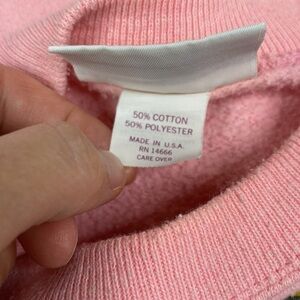 50% COTTON
50% POLYESTER
MADE IN U.S.A.
RN 14666
CARE OVER